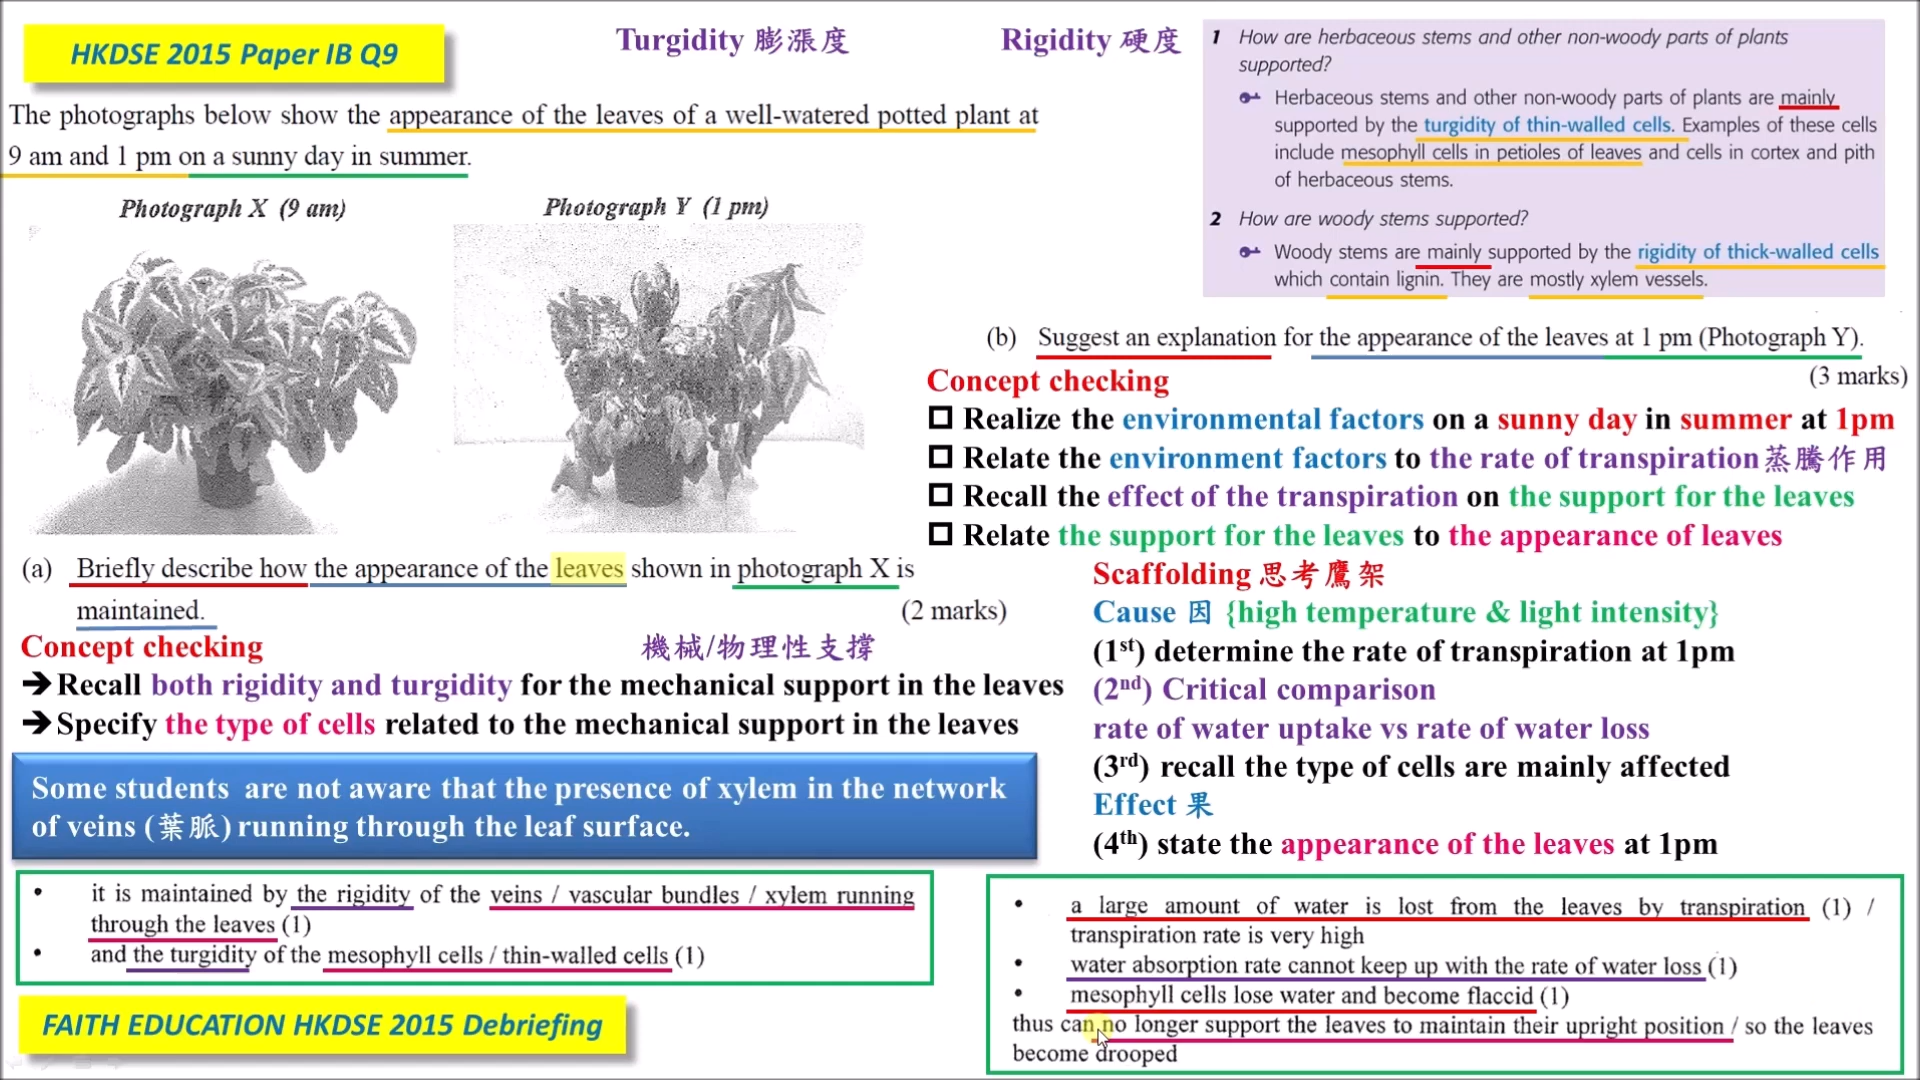 HKDSE 2015 Paper IB Q9
Turgidity 膨漲度
Rigidity 硬度
The photographs below show the appearance of the leaves of a well-watered potted plant at
9 am and 1 pm on a sunny day in summer.
Photograph X (9 am)
Photograph Y (1 pm)
(a) Briefly describe how the appearance of the leaves shown in photograph X is
maintained. (2 marks)
Concept checking
機械/物理性支撐
➔Recall both rigidity and turgidity for the mechanical support in the leaves
➔Specify the type of cells related to the mechanical support in the leaves
Some students are not aware that the presence of xylem in the network
of veins (葉脈) running through the leaf surface.
• it is maintained by the rigidity of the veins / vascular bundles / xylem running
through the leaves (1)
• and the turgidity of the mesophyll cells / thin-walled cells (1)
FAITH EDUCATION HKDSE 2015 Debriefing
1 How are herbaceous stems and other non-woody parts of plants
supported?
Herbaceous stems and other non-woody parts of plants are mainly
supported by the turgidity of thin-walled cells. Examples of these cells
include mesophyll cells in petioles of leaves and cells in cortex and pith
of herbaceous stems.
2 How are woody stems supported?
Woody stems are mainly supported by the rigidity of thick-walled cells
which contain lignin. They are mostly xylem vessels.
(b) Suggest an explanation for the appearance of the leaves at 1 pm (Photograph Y).
(3 marks)
Concept checking
❑ Realize the environmental factors on a sunny day in summer at 1pm
❑ Relate the environment factors to the rate of transpiration蒸騰作用
❑ Recall the effect of the transpiration on the support for the leaves
❑ Relate the support for the leaves to the appearance of leaves
Scaffolding 思考鷹架
Cause 因 {high temperature & light intensity}
(1st) determine the rate of transpiration at 1pm
(2nd) Critical comparison
rate of water uptake vs rate of water loss
(3rd) recall the type of cells are mainly affected
Effect 果
(4th) state the appearance of the leaves at 1pm
• a large amount of water is lost from the leaves by transpiration (1) /
transpiration rate is very high
• water absorption rate cannot keep up with the rate of water loss (1)
• mesophyll cells lose water and become flaccid (1)
thus can no longer support the leaves to maintain their upright position / so the leaves
become drooped